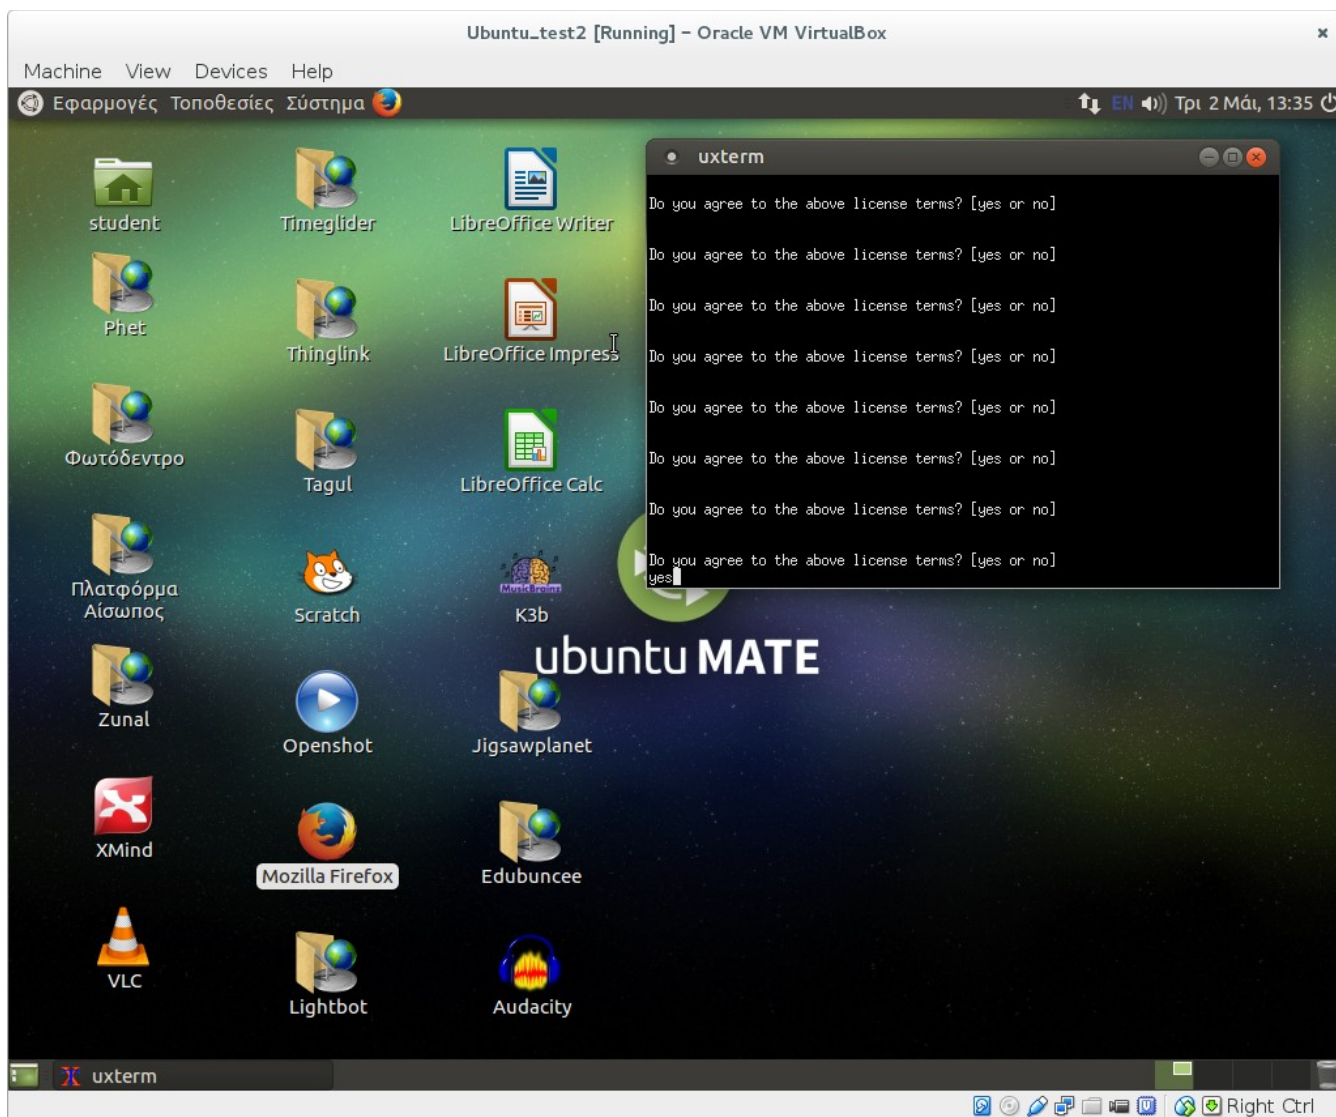 Ubuntu_test2 [Running] – Oracle VM VirtualBox
Machine View Devices Help
Εφαρμογές Τοποθεσίες Σύστημα
EN Τρι 2 Μάι, 13:35
student
Timeglider
LibreOffice Writer
Phet
Thinglink
LibreOffice Impress
Φωτόδεντρο
Tagul
LibreOffice Calc
Πλατφόρμα
Αίσωπος
Scratch
MusicBrainz
K3b
Zunal
Openshot
Jigsawplanet
XMind
Mozilla Firefox
Edubuncee
VLC
Lightbot
Audacity
ubuntu MATE
uxterm
Do you agree to the above license terms? [yes or no]
Do you agree to the above license terms? [yes or no]
Do you agree to the above license terms? [yes or no]
Do you agree to the above license terms? [yes or no]
Do you agree to the above license terms? [yes or no]
Do you agree to the above license terms? [yes or no]
Do you agree to the above license terms? [yes or no]
Do you agree to the above license terms? [yes or no]
yes
uxterm
Right Ctrl